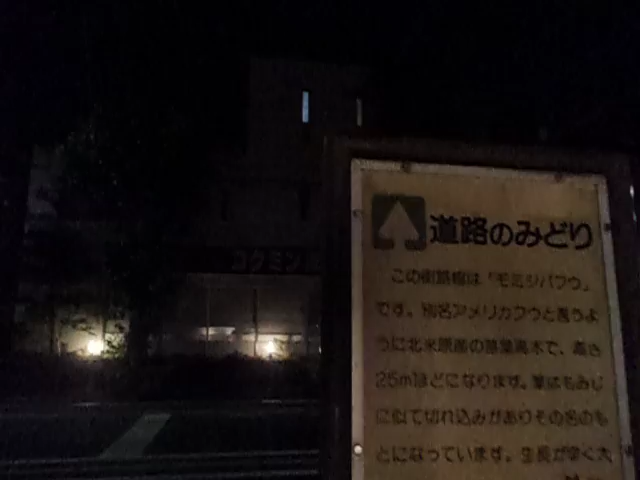 コクミン
道路のみどり
この街路樹は「モミジバフウ」
です。別名アメリカフウと言うよ
うに北米原産の落葉高木で、高さ
25mほどになります。葉はもみじ
に似て切れ込みがありその名のも
とになっています。生長が早く大